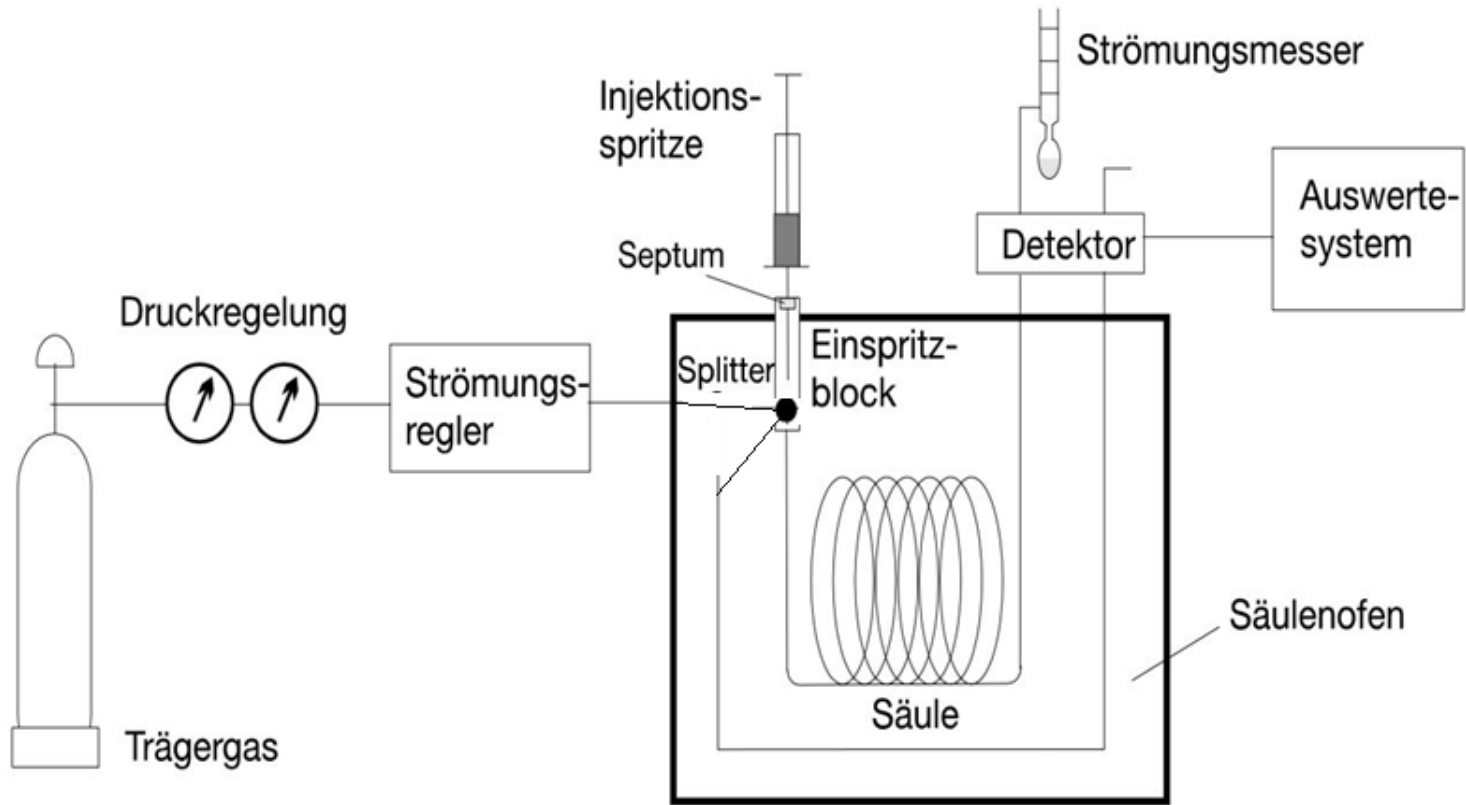 Strömungsmesser
Injektions-
spritze
Auswerte-
system
Detektor
Septum
Druckregelung
Einspritz-
block
Splitter
Strömungs-
regler
Säulenofen
Säule
Trägergas